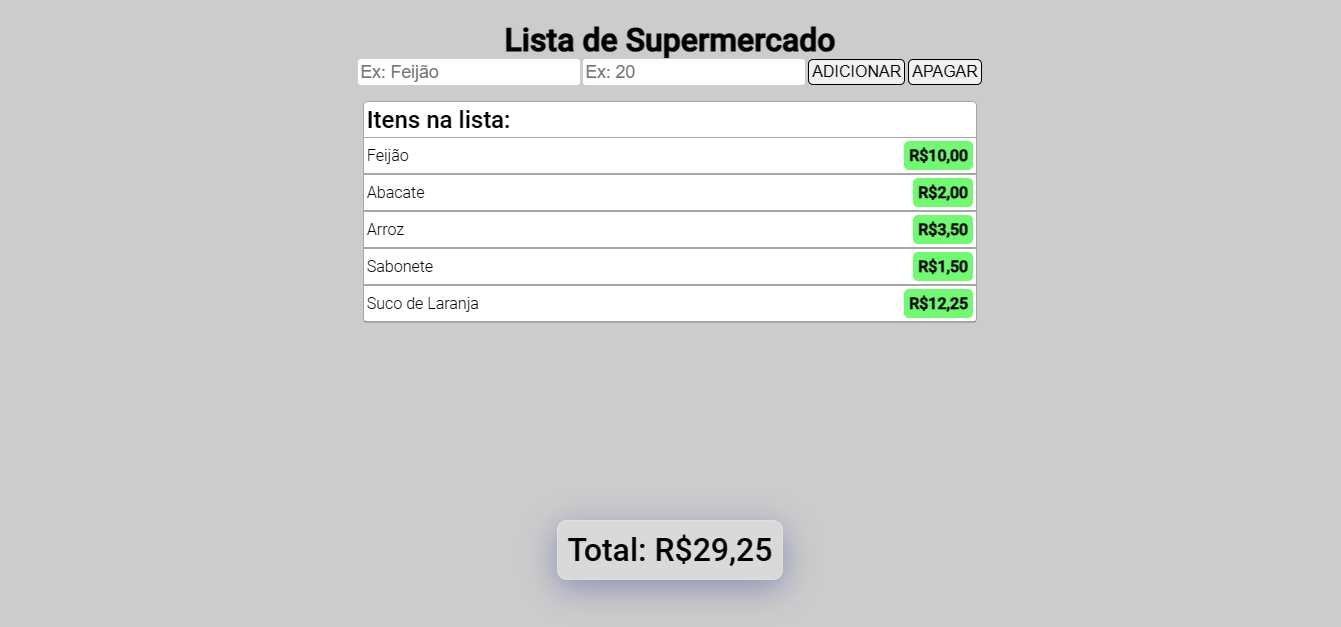 Lista de Supermercado
Ex: Feijão Ex: 20 ADICIONAR APAGAR
Itens na lista:
Feijão R$10,00
Abacate R$2,00
Arroz R$3,50
Sabonete R$1,50
Suco de Laranja R$12,25
Total: R$29,25